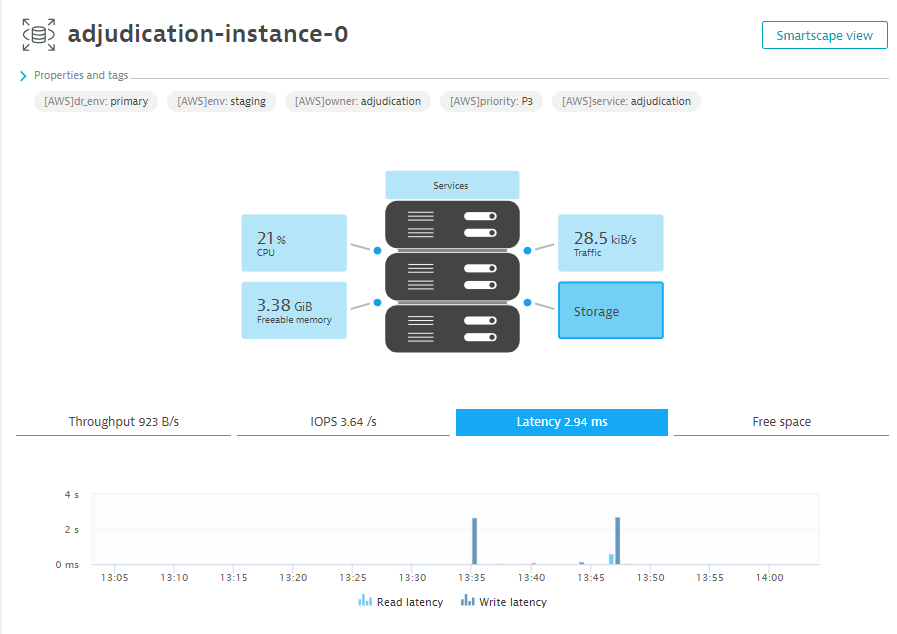 adjudication-instance-0
Smartscape view
Properties and tags
[AWS]dr_env: primary [AWS]env: staging [AWS]owner: adjudication [AWS]priority: P3 [AWS]service: adjudication
Services
21 %
CPU
28.5 kiB/s
Traffic
3.38 GiB
Freeable memory
Storage
Throughput 923 B/s IOPS 3.64 /s Latency 2.94 ms Free space
4 s
2 s
0 ms
13:05 13:10 13:15 13:20 13:25 13:30 13:35 13:40 13:45 13:50 13:55 14:00
Read latency Write latency